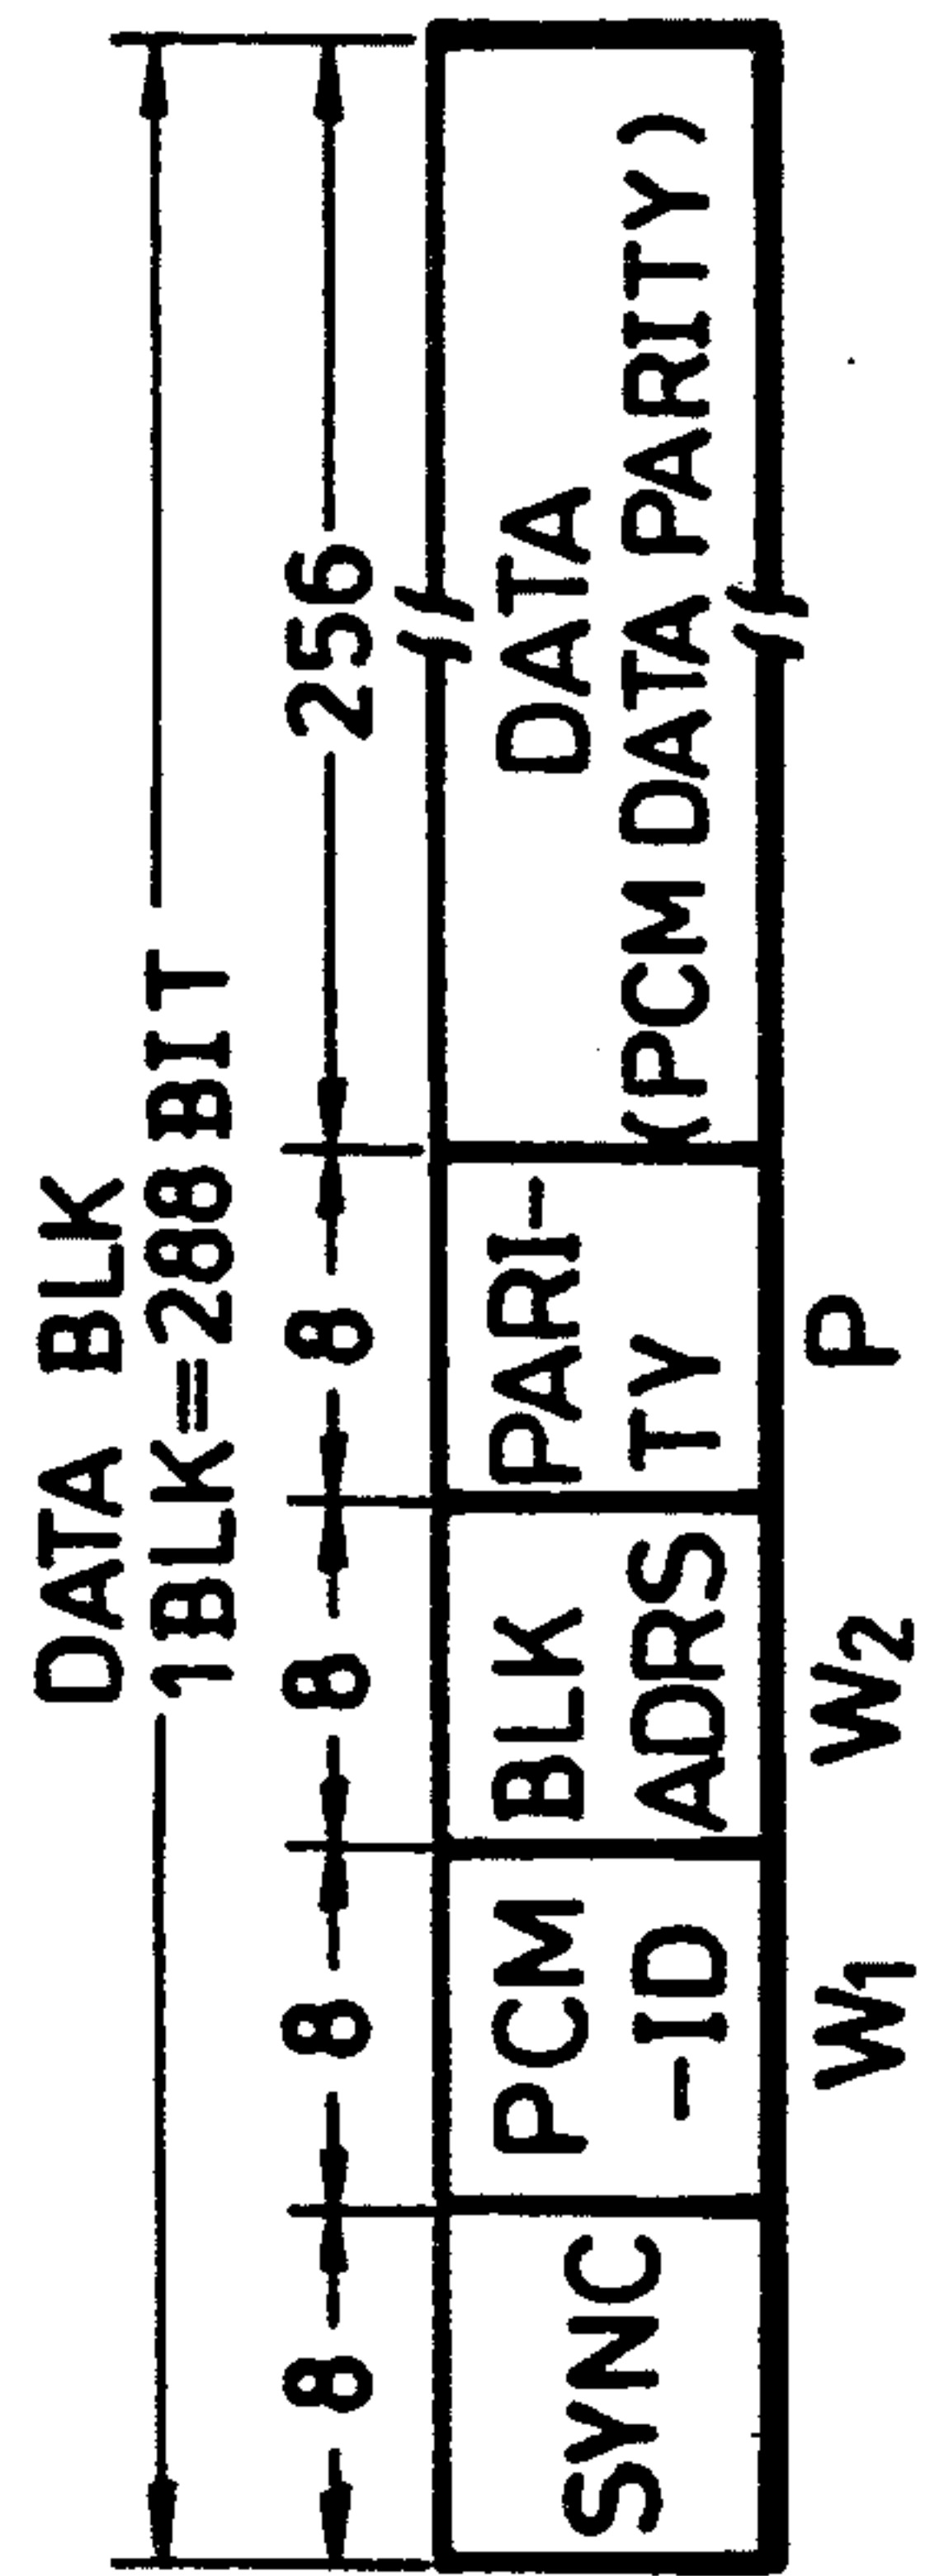 DATA BLK
1BLK=288 BIT
8 8 8 8 256
SYNC
PCM
-ID
BLK
ADRS
PARI-
TY
DATA
(PCM DATA PARITY)
W1 W2 P